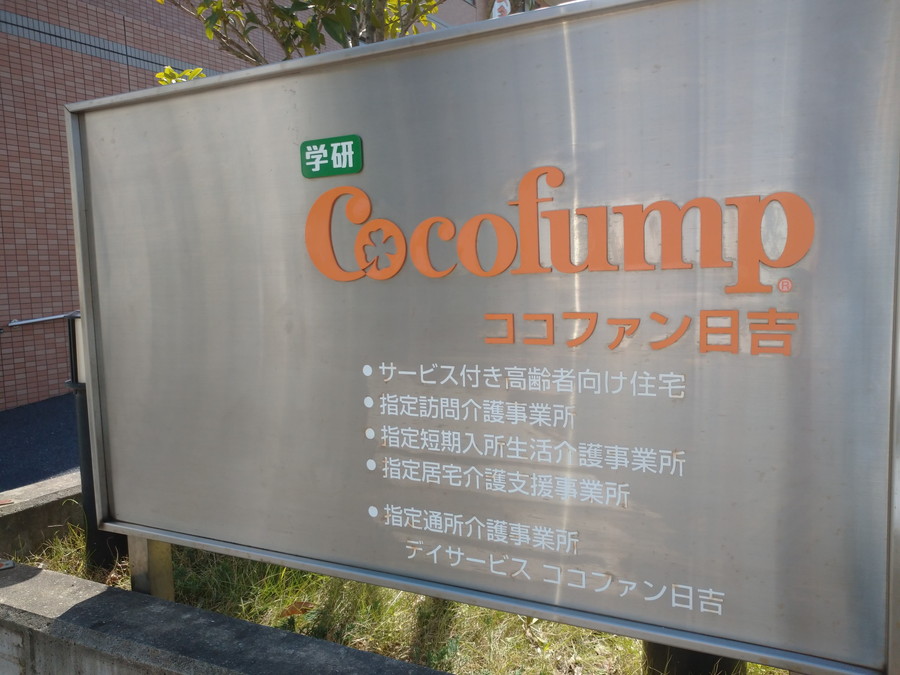 学研
Cocofump®
ココファン日吉
●サービス付き高齢者向け住宅
●指定訪問介護事業所
●指定短期入所生活介護事業所
●指定居宅介護支援事業所
●指定通所介護事業所
デイサービス ココファン日吉